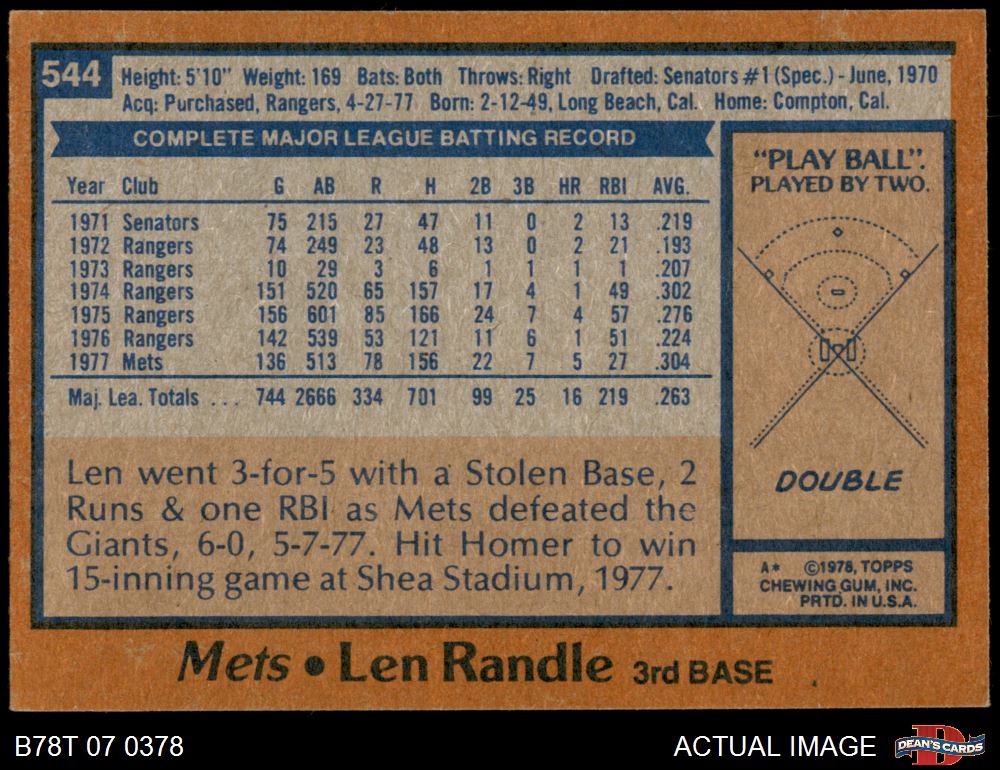 544
Height: 5'10" Weight: 169 Bats: Both Throws: Right Drafted: Senators #1 (Spec.) - June, 1970
Acq: Purchased, Rangers, 4-27-77 Born: 2-12-49, Long Beach, Cal. Home: Compton, Cal.
COMPLETE MAJOR LEAGUE BATTING RECORD
Year Club G AB R H 2B 3B HR RBI AVG.
1971 Senators 75 215 27 47 11 0 2 13 .219
1972 Rangers 74 249 23 48 13 0 2 21 .193
1973 Rangers 10 29 3 6 1 1 1 1 .207
1974 Rangers 151 520 65 157 17 4 1 49 .302
1975 Rangers 156 601 85 166 24 7 4 57 .276
1976 Rangers 142 539 53 121 11 6 1 51 .224
1977 Mets 136 513 78 156 22 7 5 27 .304
Maj. Lea. Totals ... 744 2666 334 701 99 25 16 219 .263
Len went 3-for-5 with a Stolen Base, 2
Runs & one RBI as Mets defeated the
Giants, 6-0, 5-7-77. Hit Homer to win
15-inning game at Shea Stadium, 1977.
"PLAY BALL".
PLAYED BY TWO.
DOUBLE
A* ©1978, TOPPS
CHEWING GUM, INC.
PRTD. IN U.S.A.
Mets • Len Randle 3rd BASE
B78T 07 0378
ACTUAL IMAGE
D
DEAN'S CARDS